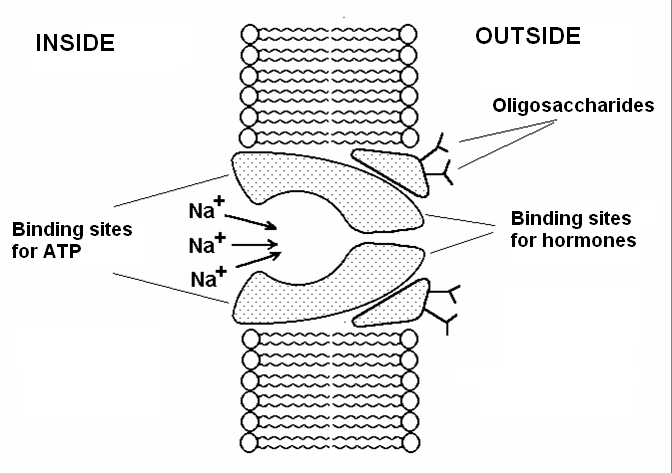 INSIDE
OUTSIDE
Oligosaccharides
Na+
Na+
Na+
Binding sites
for ATP
Binding sites
for hormones